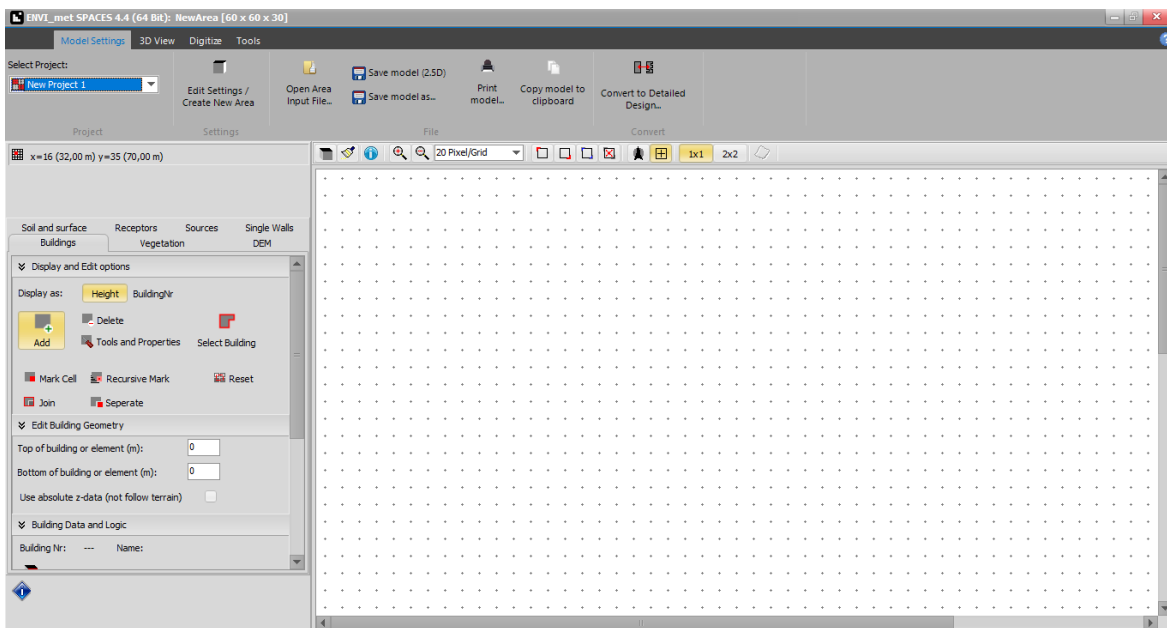 ENVI_met SPACES 4.4 (64 Bit): NewArea [60 x 60 x 30]
Model Settings 3D View Digitize Tools
Select Project:
New Project 1
Edit Settings /
Create New Area
Open Area
Input File...
Save model (2.5D)
Save model as...
Print
model...
Copy model to
clipboard
Convert to Detailed
Design...
Project Settings File Convert
x=16 (32,00 m) y=35 (70,00 m)
20 Pixel/Grid 1x1 2x2
Soil and surface Receptors Sources Single Walls
Buildings Vegetation DEM
Display and Edit options
Display as: Height BuildingNr
Add
Delete
Tools and Properties
Select Building
Mark Cell Recursive Mark Reset
Join Seperate
Edit Building Geometry
Top of building or element (m): 0
Bottom of building or element (m): 0
Use absolute z-data (not follow terrain)
Building Data and Logic
Building Nr: --- Name: